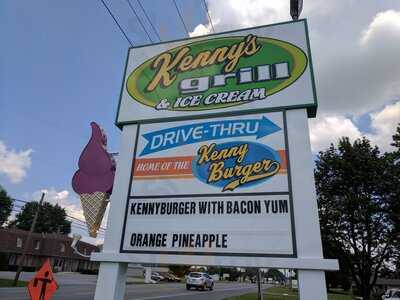 Kenny's
grill
& ICE CREAM
DRIVE-THRU
HOME OF THE
Kenny
BURGER
KENNYBURGER WITH BACON YUM
ORANGE PINEAPPLE